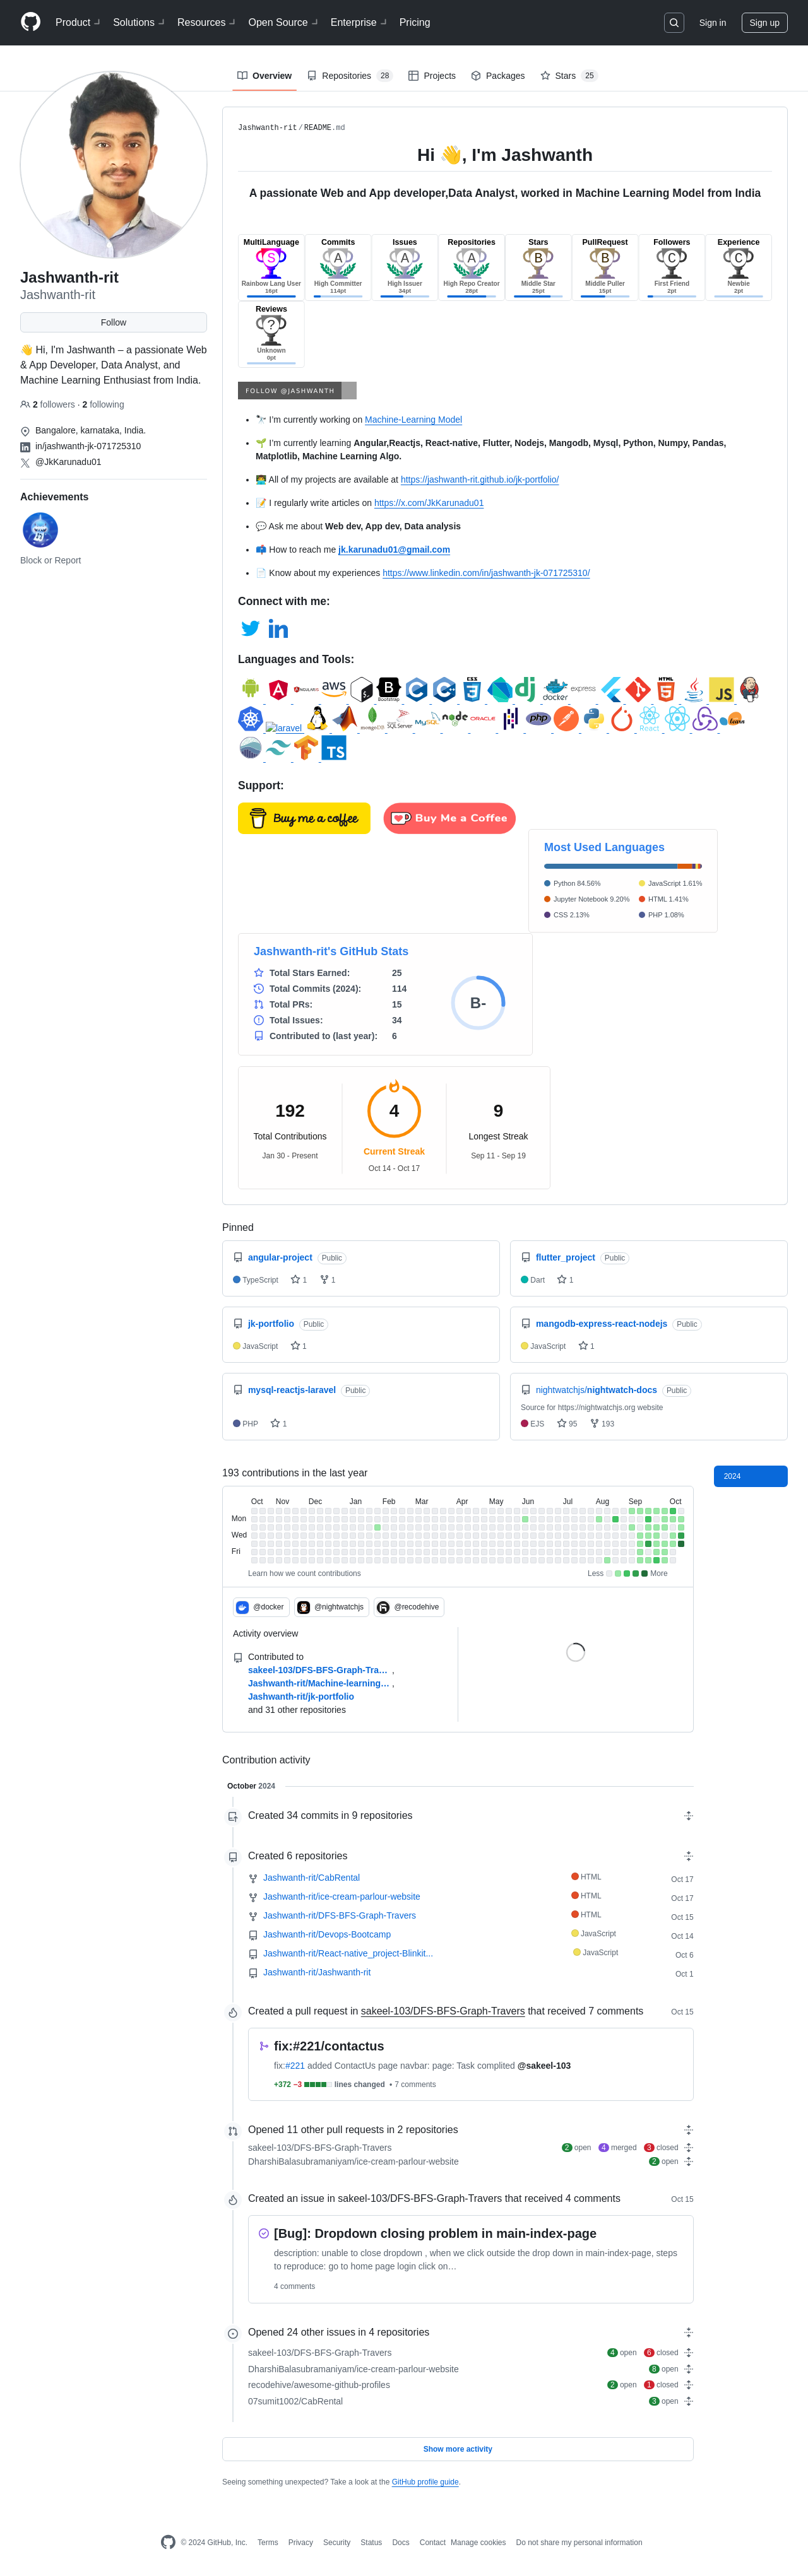 Product Solutions Resources Open Source Enterprise Pricing Sign in Sign up
Overview Repositories 28 Projects Packages Stars 25
Jashwanth-rit
Jashwanth-rit
Follow
👋 Hi, I'm Jashwanth – a passionate Web
& App Developer, Data Analyst, and
Machine Learning Enthusiast from India.
2 followers · 2 following
Bangalore, karnataka, India.
in/jashwanth-jk-071725310
@JkKarunadu01
Achievements
Block or Report
Jashwanth-rit/README.md
Hi 👋, I'm Jashwanth
A passionate Web and App developer,Data Analyst, worked in Machine Learning Model from India
MultiLanguage Commits Issues Repositories Stars PullRequest Followers Experience
S A A A B B C C
Rainbow Lang User High Committer High Issuer High Repo Creator Middle Star Middle Puller First Friend Newbie
16pt 114pt 34pt 28pt 25pt 15pt 2pt 2pt
Reviews
?
Unknown
0pt
FOLLOW @JASHWANTH
🔭 I'm currently working on Machine-Learning Model
🌱 I'm currently learning Angular,Reactjs, React-native, Flutter, Nodejs, Mangodb, Mysql, Python, Numpy, Pandas,
Matplotlib, Machine Learning Algo.
👨‍💻 All of my projects are available at https://jashwanth-rit.github.io/jk-portfolio/
📝 I regularly write articles on https://x.com/JkKarunadu01
💬 Ask me about Web dev, App dev, Data analysis
📫 How to reach me jk.karunadu01@gmail.com
📄 Know about my experiences https://www.linkedin.com/in/jashwanth-jk-071725310/
Connect with me:
Languages and Tools:
aws Bootstrap CSS 3 dj docker express HTML 5 Java JS
laravel mongoDB SQL Server MySQL node ORACLE php React
TS
Support:
Buy me a coffee Buy Me a Coffee
Most Used Languages
Python 84.56% JavaScript 1.61%
Jupyter Notebook 9.20% HTML 1.41%
CSS 2.13% PHP 1.08%
Jashwanth-rit's GitHub Stats
Total Stars Earned: 25
Total Commits (2024): 114
Total PRs: 15
Total Issues: 34
Contributed to (last year): 6
B-
192 4 9
Total Contributions Current Streak Longest Streak
Jan 30 - Present Oct 14 - Oct 17 Sep 11 - Sep 19
Pinned
angular-project Public
TypeScript 1 1
flutter_project Public
Dart 1
jk-portfolio Public
JavaScript 1
mangodb-express-react-nodejs Public
JavaScript 1
mysql-reactjs-laravel Public
PHP 1
nightwatchjs/nightwatch-docs Public
Source for https://nightwatchjs.org website
EJS 95 193
193 contributions in the last year
2024
Oct Nov Dec Jan Feb Mar Apr May Jun Jul Aug Sep Oct
Mon
Wed
Fri
Learn how we count contributions Less More
@docker @nightwatchjs @recodehive
Activity overview
Contributed to
sakeel-103/DFS-BFS-Graph-Tra… ,
Jashwanth-rit/Machine-learning… ,
Jashwanth-rit/jk-portfolio
and 31 other repositories
Contribution activity
October 2024
Created 34 commits in 9 repositories
Created 6 repositories
Jashwanth-rit/CabRental HTML Oct 17
Jashwanth-rit/ice-cream-parlour-website HTML Oct 17
Jashwanth-rit/DFS-BFS-Graph-Travers HTML Oct 15
Jashwanth-rit/Devops-Bootcamp JavaScript Oct 14
Jashwanth-rit/React-native_project-Blinkit... JavaScript Oct 6
Jashwanth-rit/Jashwanth-rit Oct 1
Created a pull request in sakeel-103/DFS-BFS-Graph-Travers that received 7 comments Oct 15
fix:#221/contactus
fix:#221 added ContactUs page navbar: page: Task complited @sakeel-103
+372 −3 lines changed • 7 comments
Opened 11 other pull requests in 2 repositories
sakeel-103/DFS-BFS-Graph-Travers 2 open 4 merged 3 closed
DharshiBalasubramaniyam/ice-cream-parlour-website 2 open
Created an issue in sakeel-103/DFS-BFS-Graph-Travers that received 4 comments Oct 15
[Bug]: Dropdown closing problem in main-index-page
description: unable to close dropdown , when we click outside the drop down in main-index-page, steps
to reproduce: go to home page login click on…
4 comments
Opened 24 other issues in 4 repositories
sakeel-103/DFS-BFS-Graph-Travers 4 open 6 closed
DharshiBalasubramaniyam/ice-cream-parlour-website 8 open
recodehive/awesome-github-profiles 2 open 1 closed
07sumit1002/CabRental 3 open
Show more activity
Seeing something unexpected? Take a look at the GitHub profile guide.
© 2024 GitHub, Inc. Terms Privacy Security Status Docs Contact Manage cookies Do not share my personal information